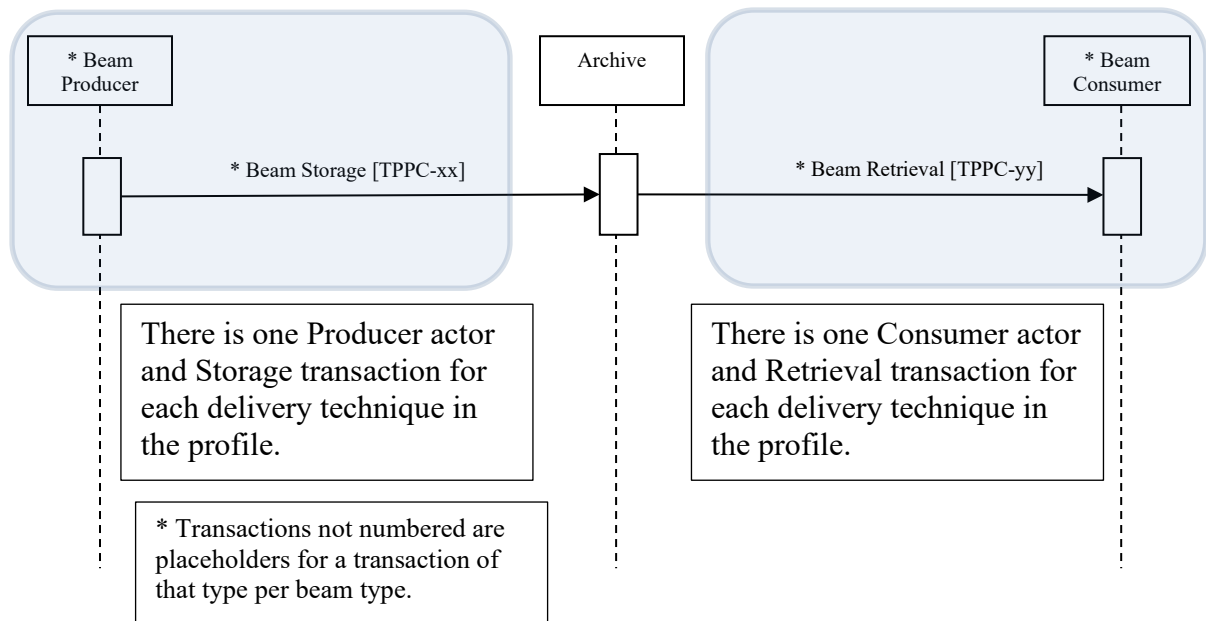 * Beam
Producer
Archive
* Beam
Consumer
* Beam Storage [TPPC-xx]
* Beam Retrieval [TPPC-yy]
There is one Producer actor
and Storage transaction for
each delivery technique in
the profile.
There is one Consumer actor
and Retrieval transaction for
each delivery technique in
the profile.
* Transactions not numbered are
placeholders for a transaction of
that type per beam type.